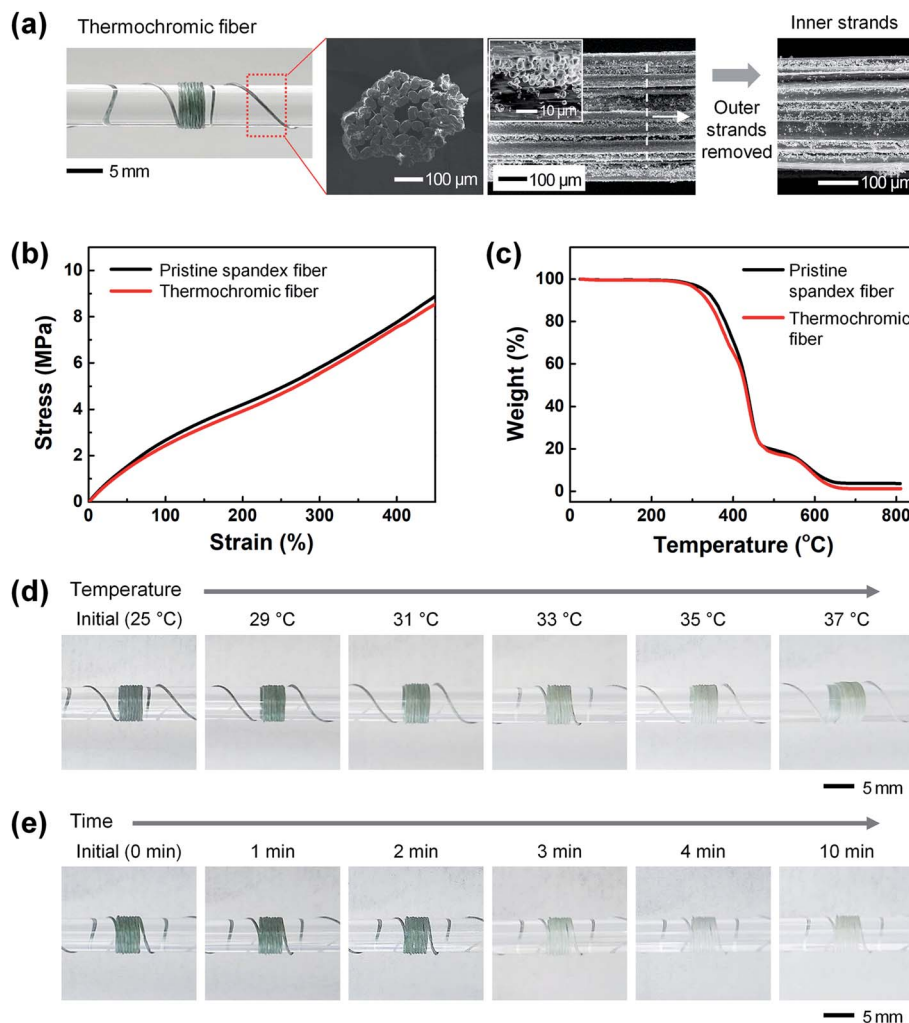 (a) Thermochromic fiber
Inner strands
10 μm
Outer
strands
removed
5 mm
100 μm
100 μm
100 μm
(b)
10
8
6
4
2
0
Stress (MPa)
Pristine spandex fiber
Thermochromic fiber
0 100 200 300 400
Strain (%)
(c)
100
80
60
40
20
0
Weight (%)
Pristine
spandex fiber
Thermochromic
fiber
0 200 400 600 800
Temperature (°C)
(d) Temperature
Initial (25 °C) 29 °C 31 °C 33 °C 35 °C 37 °C
5 mm
(e) Time
Initial (0 min) 1 min 2 min 3 min 4 min 10 min
5 mm